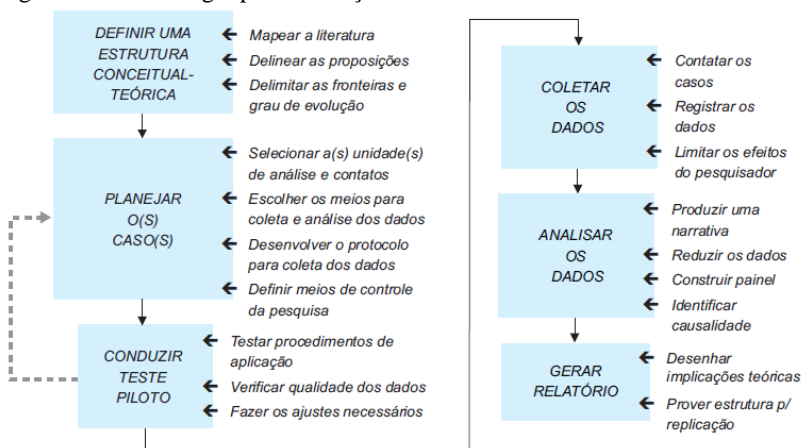 DEFINIR UMA
ESTRUTURA
CONCEITUAL-
TEÓRICA
Mapear a literatura
Delinear as proposições
Delimitar as fronteiras e
grau de evolução
PLANEJAR
O(S)
CASO(S)
Selecionar a(s) unidade(s)
de análise e contatos
Escolher os meios para
coleta e análise dos dados
Desenvolver o protocolo
para coleta dos dados
Definir meios de controle
da pesquisa
CONDUZIR
TESTE
PILOTO
Testar procedimentos de
aplicação
Verificar qualidade dos dados
Fazer os ajustes necessários
COLETAR
OS
DADOS
Contatar os
casos
Registrar os
dados
Limitar os efeitos
do pesquisador
ANALISAR
OS
DADOS
Produzir uma
narrativa
Reduzir os dados
Construir painel
Identificar
causalidade
GERAR
RELATÓRIO
Desenhar
implicações teóricas
Prover estrutura p/
replicação